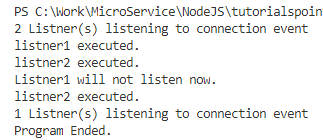 PS C:\Work\MicroService\NodeJS\tutorialspoin
2 Listner(s) listening to connection event
listner1 executed.
listner2 executed.
Listner1 will not listen now.
listner2 executed.
1 Listner(s) listening to connection event
Program Ended.